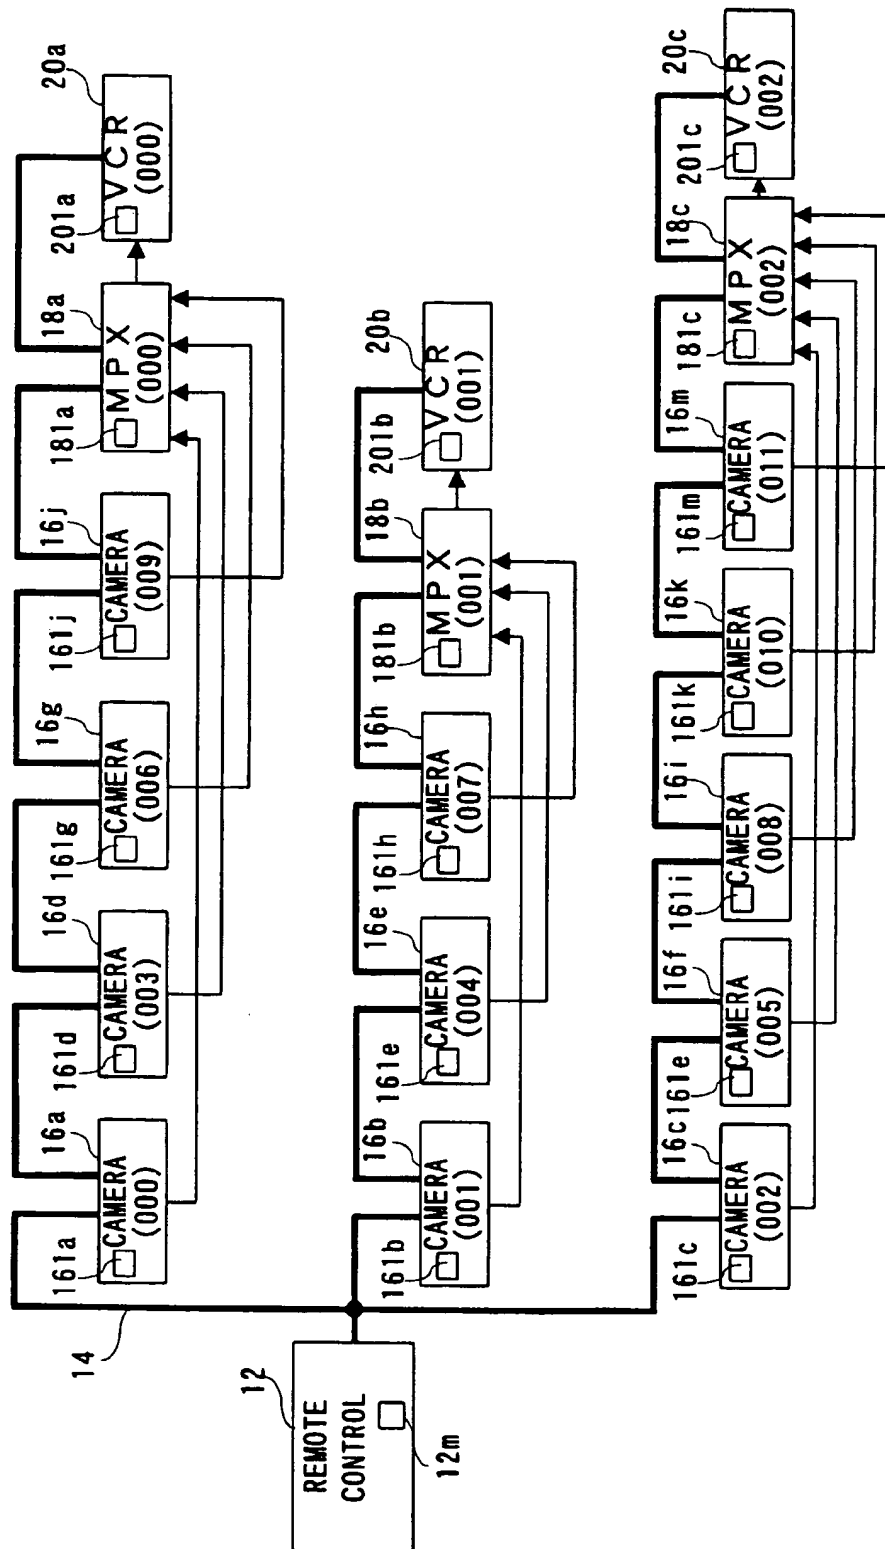 12
REMOTE
CONTROL
12m
14
161a
16a
CAMERA
(000)
161d
16d
CAMERA
(003)
161g
16g
CAMERA
(006)
161j
16j
CAMERA
(009)
181a
18a
MPX
(000)
201a
20a
VCR
(000)
161b
16b
CAMERA
(001)
161e
16e
CAMERA
(004)
161h
16h
CAMERA
(007)
181b
18b
MPX
(001)
201b
20b
VCR
(001)
161c
16c
CAMERA
(002)
161e
16f
CAMERA
(005)
161i
16i
CAMERA
(008)
161k
16k
CAMERA
(010)
161m
16m
CAMERA
(011)
181c
18c
MPX
(002)
201c
20c
VCR
(002)